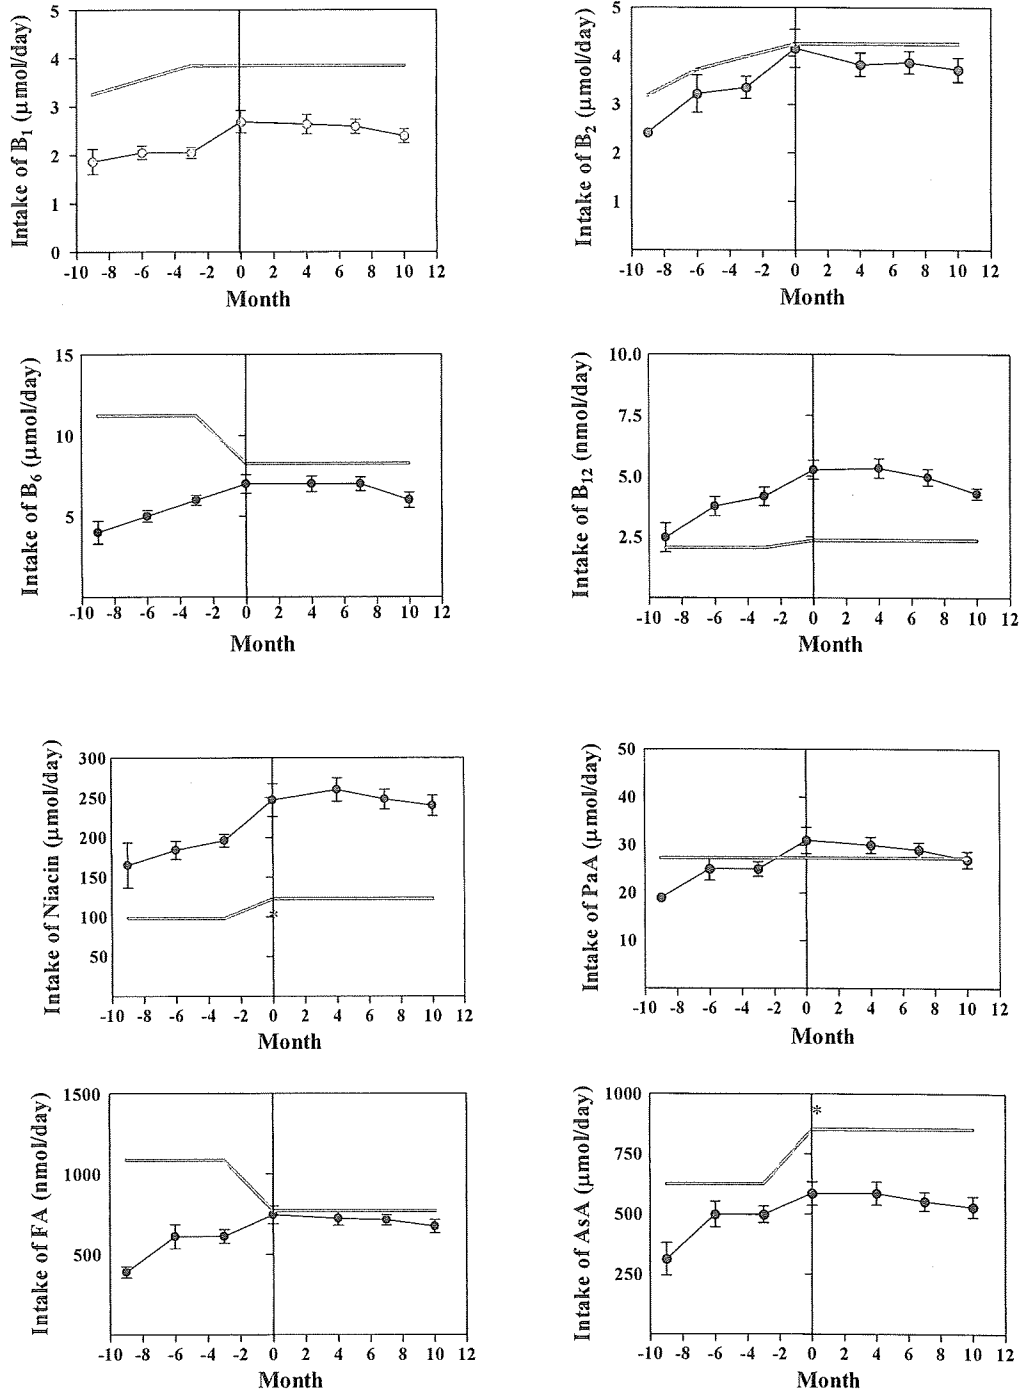 Intake of B1 (μmol/day)
5
4
3
2
1
0
-10 -8 -6 -4 -2 0 2 4 6 8 10 12
Month
Intake of B2 (μmol/day)
5
4
3
2
1
-10 -8 -6 -4 -2 0 2 4 6 8 10 12
Month
Intake of B6 (μmol/day)
15
10
5
-10 -8 -6 -4 -2 0 2 4 6 8 10 12
Month
Intake of B12 (nmol/day)
10.0
7.5
5.0
2.5
-10 -8 -6 -4 -2 0 2 4 6 8 10 12
Month
Intake of Niacin (μmol/day)
300
250
200
150
100
50
*
-10 -8 -6 -4 -2 0 2 4 6 8 10 12
Month
Intake of PaA (μmol/day)
50
40
30
20
10
-10 -8 -6 -4 -2 0 2 4 6 8 10 12
Month
Intake of FA (nmol/day)
1500
1000
500
-10 -8 -6 -4 -2 0 2 4 6 8 10 12
Month
Intake of AsA (μmol/day)
1000
750
500
250
*
-10 -8 -6 -4 -2 0 2 4 6 8 10 12
Month